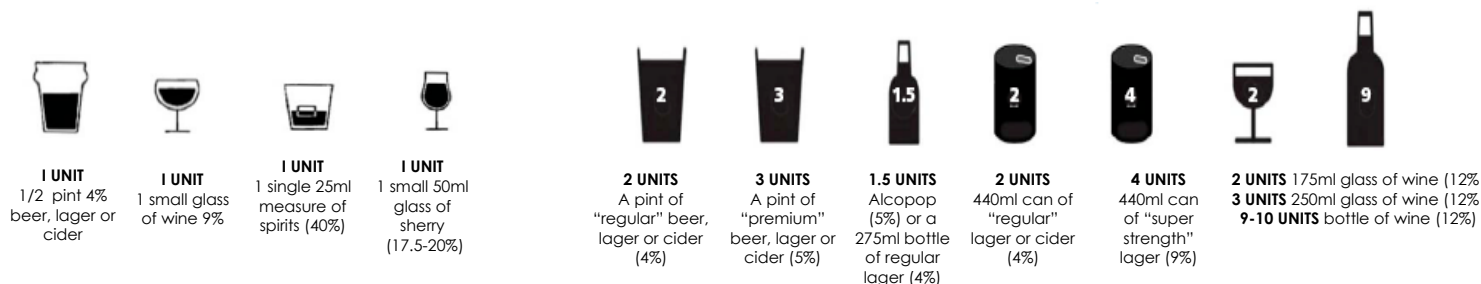 1 UNIT
1/2 pint 4%
beer, lager or
cider
1 UNIT
1 small glass
of wine 9%
1 UNIT
1 single 25ml
measure of
spirits (40%)
1 UNIT
1 small 50ml
glass of
sherry
(17.5-20%)
2
2 UNITS
A pint of
“regular” beer,
lager or cider
(4%)
3
3 UNITS
A pint of
“premium”
beer, lager or
cider (5%)
1.5
1.5 UNITS
Alcopop
(5%) or a
275ml bottle
of regular
lager (4%)
2
2 UNITS
440ml can of
“regular”
lager or cider
(4%)
4
4 UNITS
440ml can
of “super
strength”
lager (9%)
2
9
2 UNITS 175ml glass of wine (12%
3 UNITS 250ml glass of wine (12%
9-10 UNITS bottle of wine (12%)